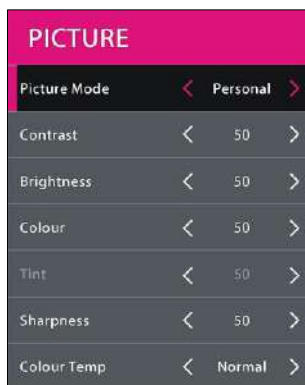 PICTURE
Picture Mode < Personal >
Contrast < 50 >
Brightness < 50 >
Colour < 50 >
Tint < 50 >
Sharpness < 50 >
Colour Temp < Normal >